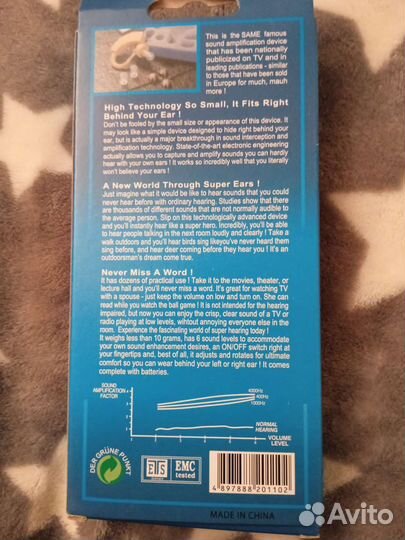 This is the SAME famous
sound amplification device
that has been nationally
publicized on TV and in
leading publications - similar
to those that have been sold
in Europe for much, mauh
more !
High Technology So Small, It Fits Right
Behind Your Ear !
Don't be fooled by the small size or appearance of this device. It
may look like a simple device designed to hide right behind your
ear, but is actually a major breakthrough in sound interception and
amplification technology. State-of-the-art electronic engineering
actually allows you to capture and amplify sounds you can hardly
hear with your own ears ! It works so incredibly well that you literally
won't believe your ears !
A New World Through Super Ears !
Just imagine what it would be like to hear sounds that you could
never hear before with ordinary hearing. Studies show that there
are thousands of different sounds that are not normally audible to
the average person. Slip on this technologically advanced device
and you'll instantly hear like a super hero. Incredibly, you'll be able
to hear people talking in the next room loudly and clearly ! Take a
walk outdoors and you'll hear birds sing likeyou've never heard them
sing before, and hear deer coming before they hear you ! It's an
outdoorsman's dream come true.
Never Miss A Word !
It has dozens of practical use ! Take it to the movies, theater, or
lecture hall and you'll never miss a word. It's great for watching TV
with a spouse - just keep the volume on low and turn on. She can
read while you watch the ball game ! It is not intended for the hearing
impaired, but now you can enjoy the crisp, clear sound of a TV or
radio playing at low levels, wihtout annoying everyone else in the
room. Experience the fascinating world of super hearing today !
It weighs less than 10 grams, has 6 sound levels to accommodate
your own sound enhancement desires, an ON/OFF switch right at
your fingertips and, best of all, it adjusts and rotates for ultimate
comfort so you can wear behind your left or right ear ! It comes
complete with batteries.
SOUND
AMPLIFICATION
FACTOR
4000Hz
400Hz
1000Hz
NORMAL
HEARING
VOLUME
LEVEL
DER GRÜNE PUNKT
ETS
EMC
tested
4 897888 201102
MADE IN CHINA
Avito